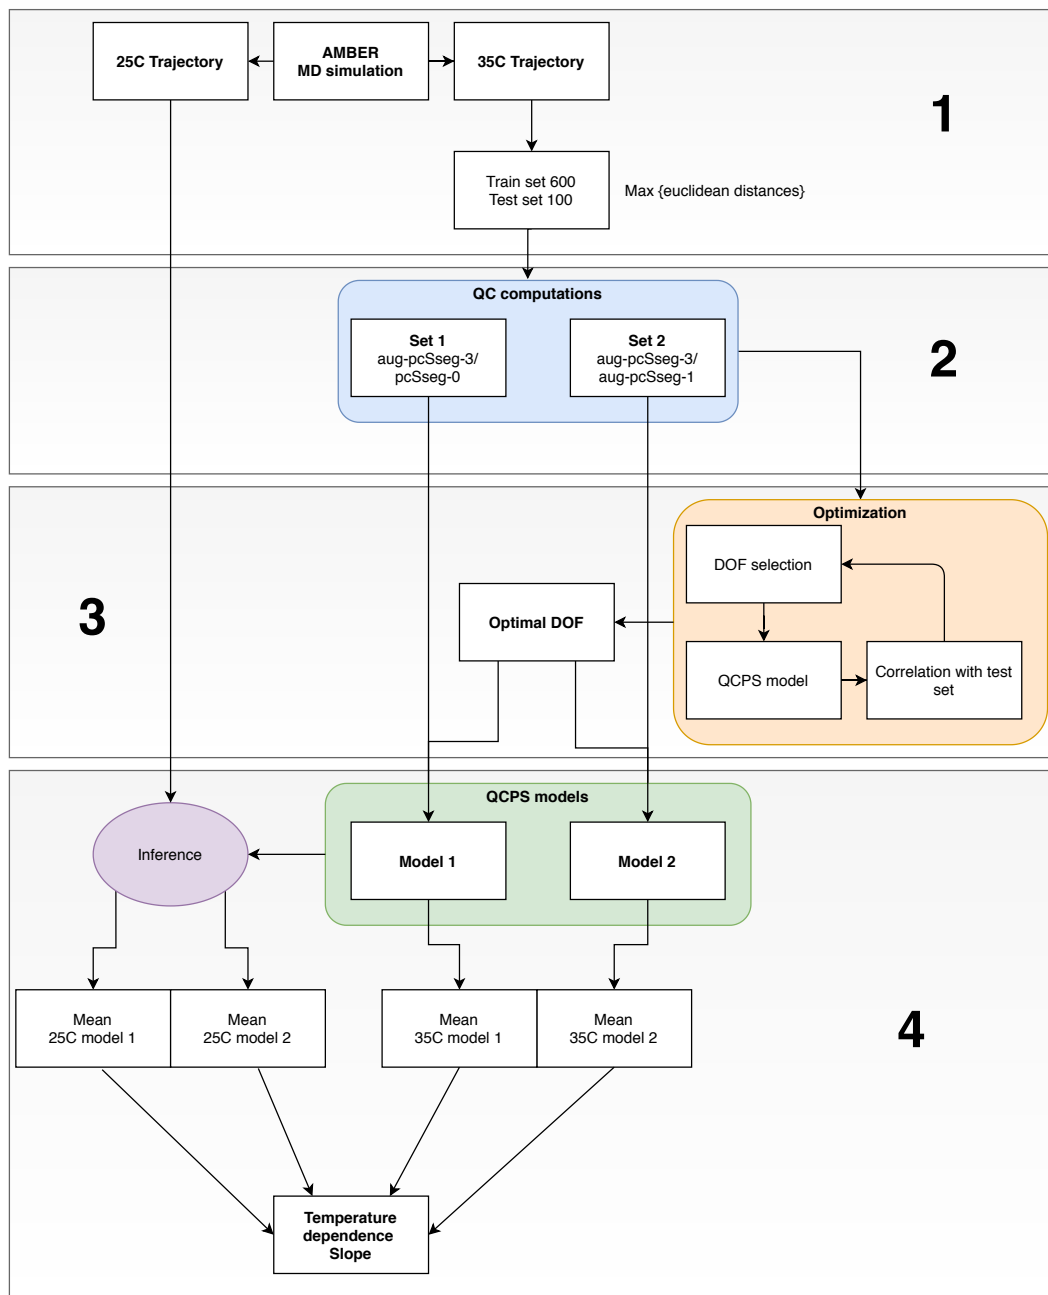 25C Trajectory
AMBER
MD simulation
35C Trajectory
1
Train set 600
Test set 100
Max {euclidean distances}
QC computations
Set 1
aug-pcSseg-3/
pcSseg-0
Set 2
aug-pcSseg-3/
aug-pcSseg-1
2
Optimization
DOF selection
3
Optimal DOF
QCPS model
Correlation with test
set
QCPS models
Inference
Model 1
Model 2
Mean
25C model 1
Mean
25C model 2
Mean
35C model 1
Mean
35C model 2
4
Temperature
dependence
Slope